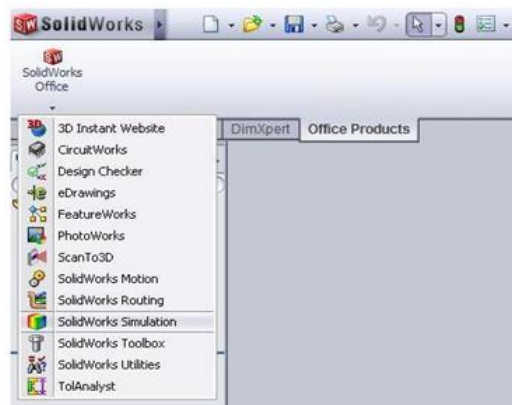 SolidWorks
SolidWorks
Office
DimXpert
Office Products
3D Instant Website
CircuitWorks
Design Checker
eDrawings
FeatureWorks
PhotoWorks
ScanTo3D
SolidWorks Motion
SolidWorks Routing
SolidWorks Simulation
SolidWorks Toolbox
SolidWorks Utilities
TolAnalyst